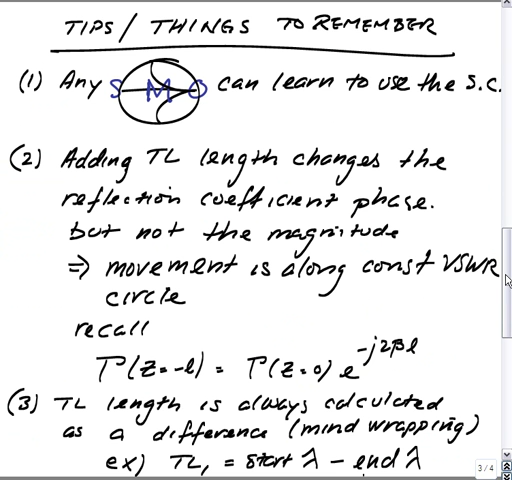 TIPS / THINGS TO REMEMBER
(1) Any S M O can learn to use the S.C.
(2) Adding TL length changes the
reflection coefficient phase.
but not the magnitude
⇒ movement is along const VSWR
circle
recall
Γ(z=-l) = Γ(z=0) e^-j2βl
(3) TL length is always calculated
as a difference (mind wrapping)
ex) TL₁ = start λ - end λ
3/4